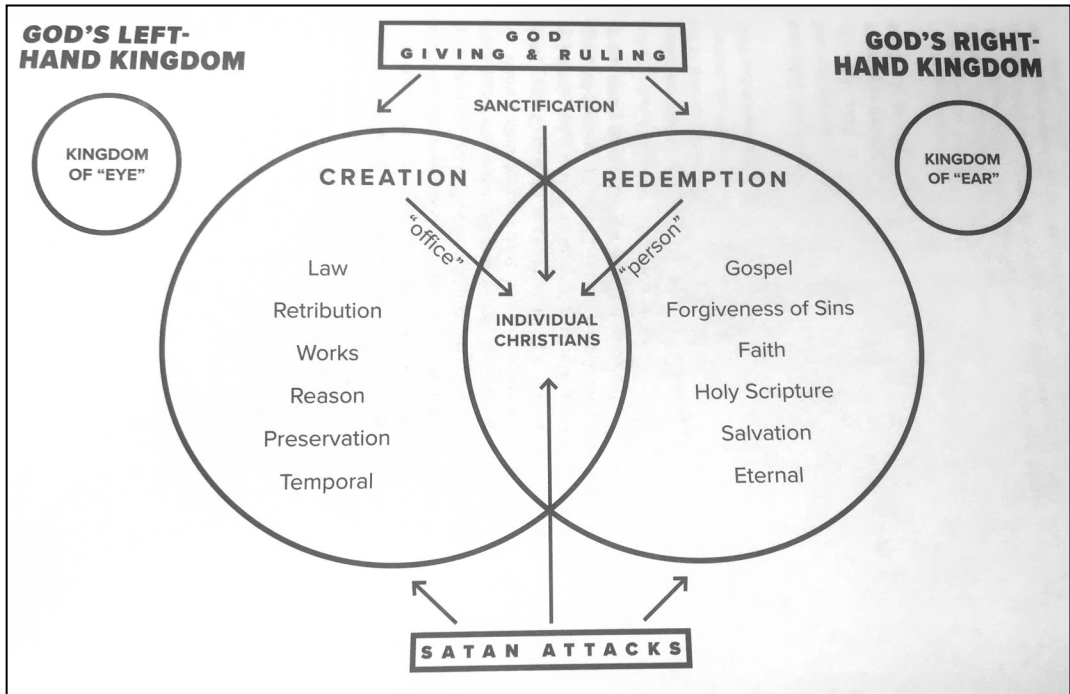 GOD'S LEFT-
HAND KINGDOM
GOD
GIVING & RULING
GOD'S RIGHT-
HAND KINGDOM
KINGDOM
OF "EYE"
SANCTIFICATION
KINGDOM
OF "EAR"
CREATION
"office"
Law
Retribution
Works
Reason
Preservation
Temporal
INDIVIDUAL
CHRISTIANS
REDEMPTION
"person"
Gospel
Forgiveness of Sins
Faith
Holy Scripture
Salvation
Eternal
SATAN ATTACKS